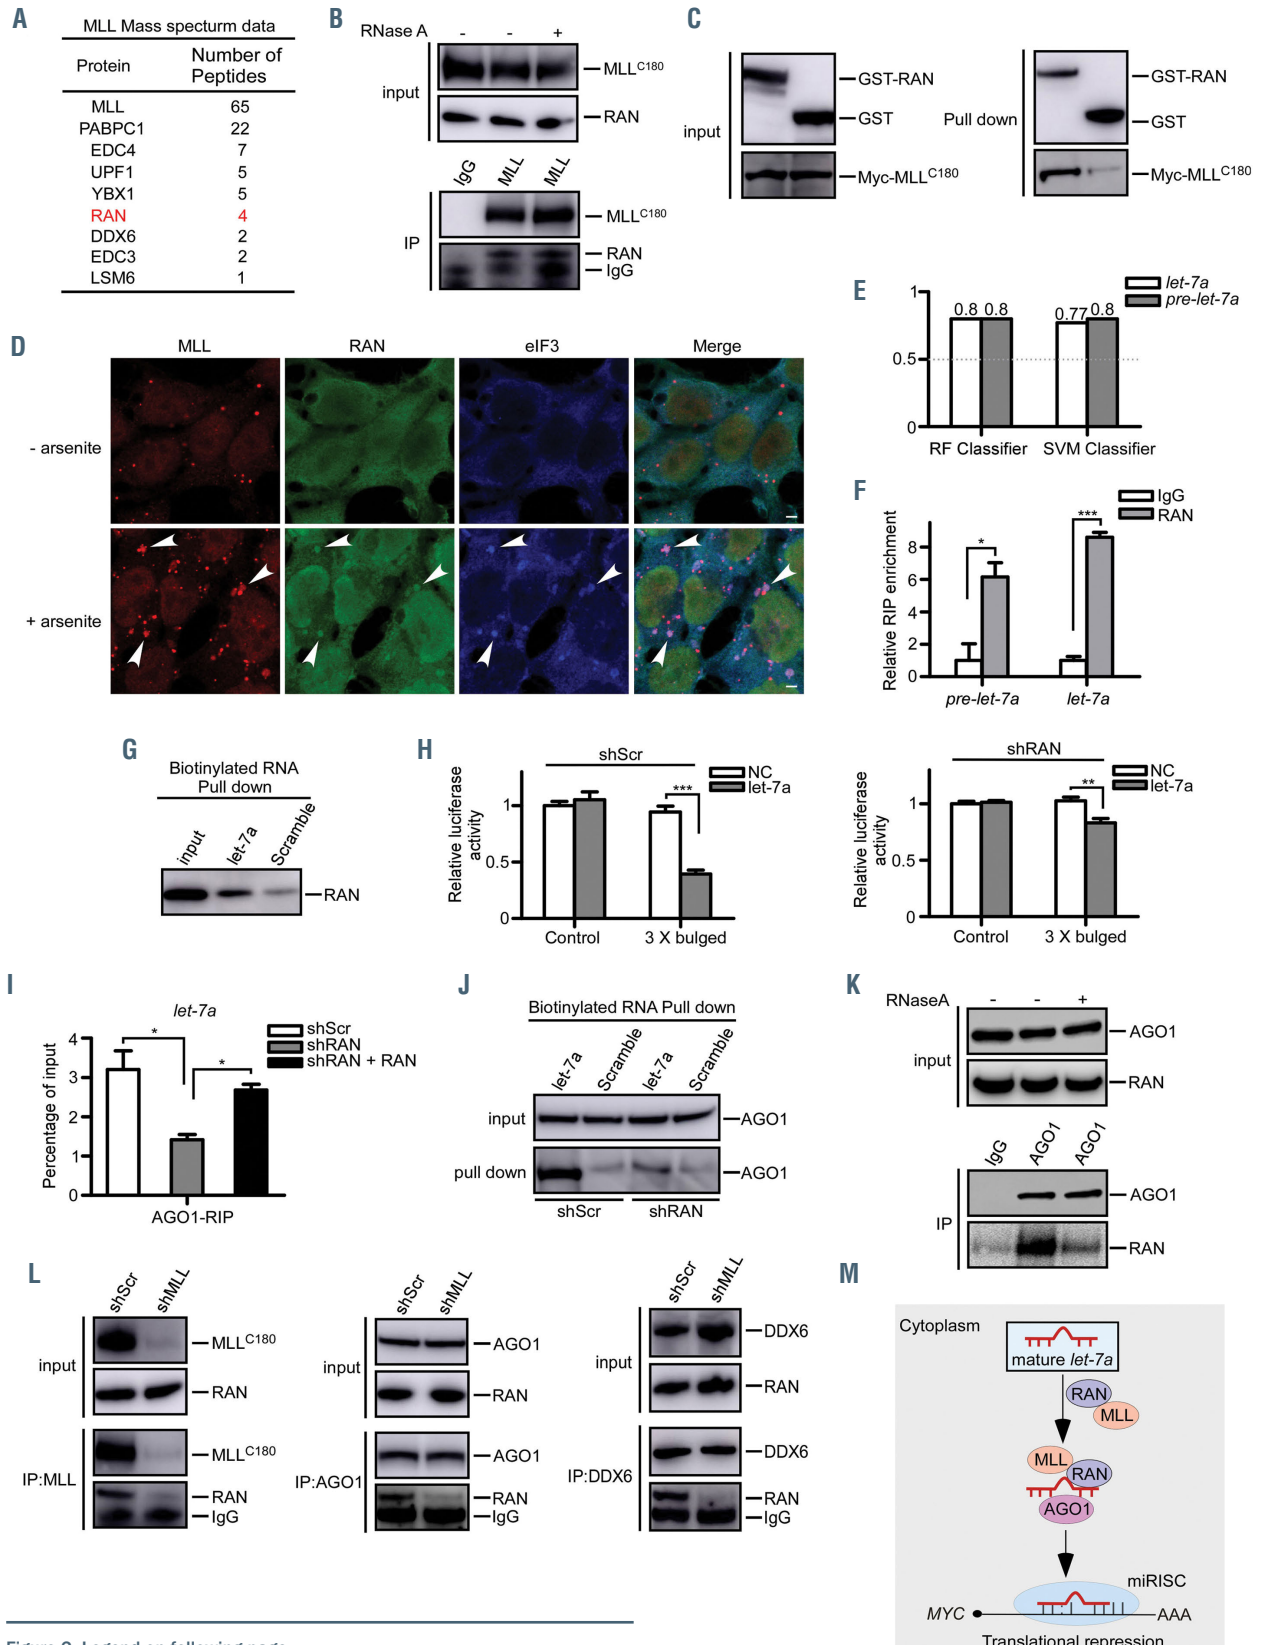 A
MLL Mass specturm data
Protein
Number of
Peptides
MLL 65
PABPC1 22
EDC4 7
UPF1 5
YBX1 5
RAN 4
DDX6 2
EDC3 2
LSM6 1
B
RNase A - - +
input
MLLC180
RAN
IgG MLL MLL
IP
MLLC180
RAN
IgG
C
input
GST-RAN
GST
Myc-MLLC180
Pull down
GST-RAN
GST
Myc-MLLC180
D
MLL RAN eIF3 Merge
- arsenite
+ arsenite
E
let-7a
pre-let-7a
1
0.5
0
0.8 0.8
0.77 0.8
RF Classifier SVM Classifier
F
IgG
RAN
Relative RIP enrichment
8
6
4
2
0
*
***
pre-let-7a let-7a
G
Biotinylated RNA
Pull down
input let-7a Scramble
RAN
H
shScr
NC
let-7a
Relative luciferase
activity
1
0.5
0
***
Control 3 X bulged
shRAN
NC
let-7a
Relative luciferase
activity
1
0.5
0
**
Control 3 X bulged
I
let-7a
shScr
shRAN
shRAN + RAN
Percentage of input
4
3
2
1
0
*
*
AGO1-RIP
J
Biotinylated RNA Pull down
let-7a Scramble let-7a Scramble
input
AGO1
pull down
AGO1
shScr shRAN
K
RNaseA - - +
input
AGO1
RAN
IgG AGO1 AGO1
IP
AGO1
RAN
L
shScr shMLL
input
MLLC180
RAN
IP:MLL
MLLC180
RAN
IgG
shScr shMLL
input
AGO1
RAN
IP:AGO1
AGO1
RAN
IgG
shScr shMLL
input
DDX6
RAN
IP:DDX6
DDX6
RAN
IgG
M
Cytoplasm
mature let-7a
RAN
MLL
MLL
RAN
AGO1
miRISC
MYC AAA
Translational repression